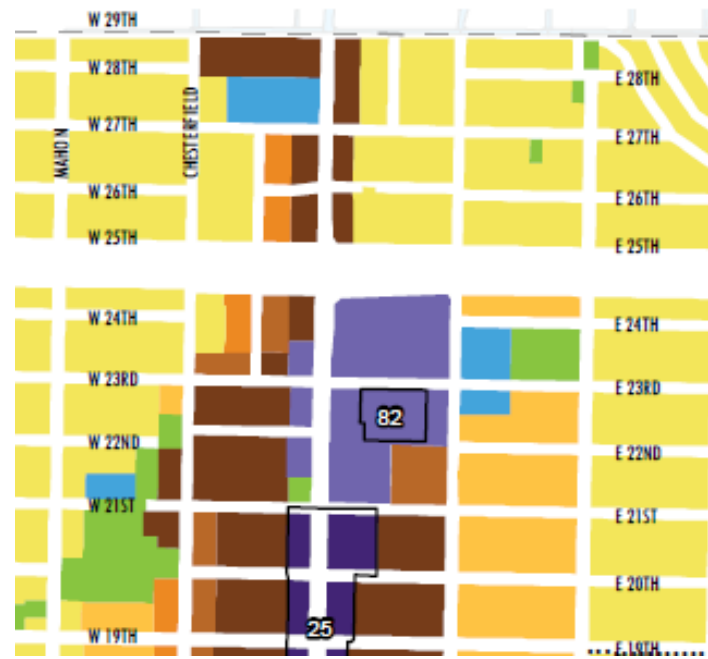 W 29TH
W 28TH
E 28TH
CHESTERFIELD
MAHON
W 27TH
E 27TH
W 26TH
E 26TH
W 25TH
E 25TH
W 24TH
E 24TH
W 23RD
E 23RD
82
W 22ND
E 22ND
W 21ST
E 21ST
E 20TH
25
W 19TH
E 19TH